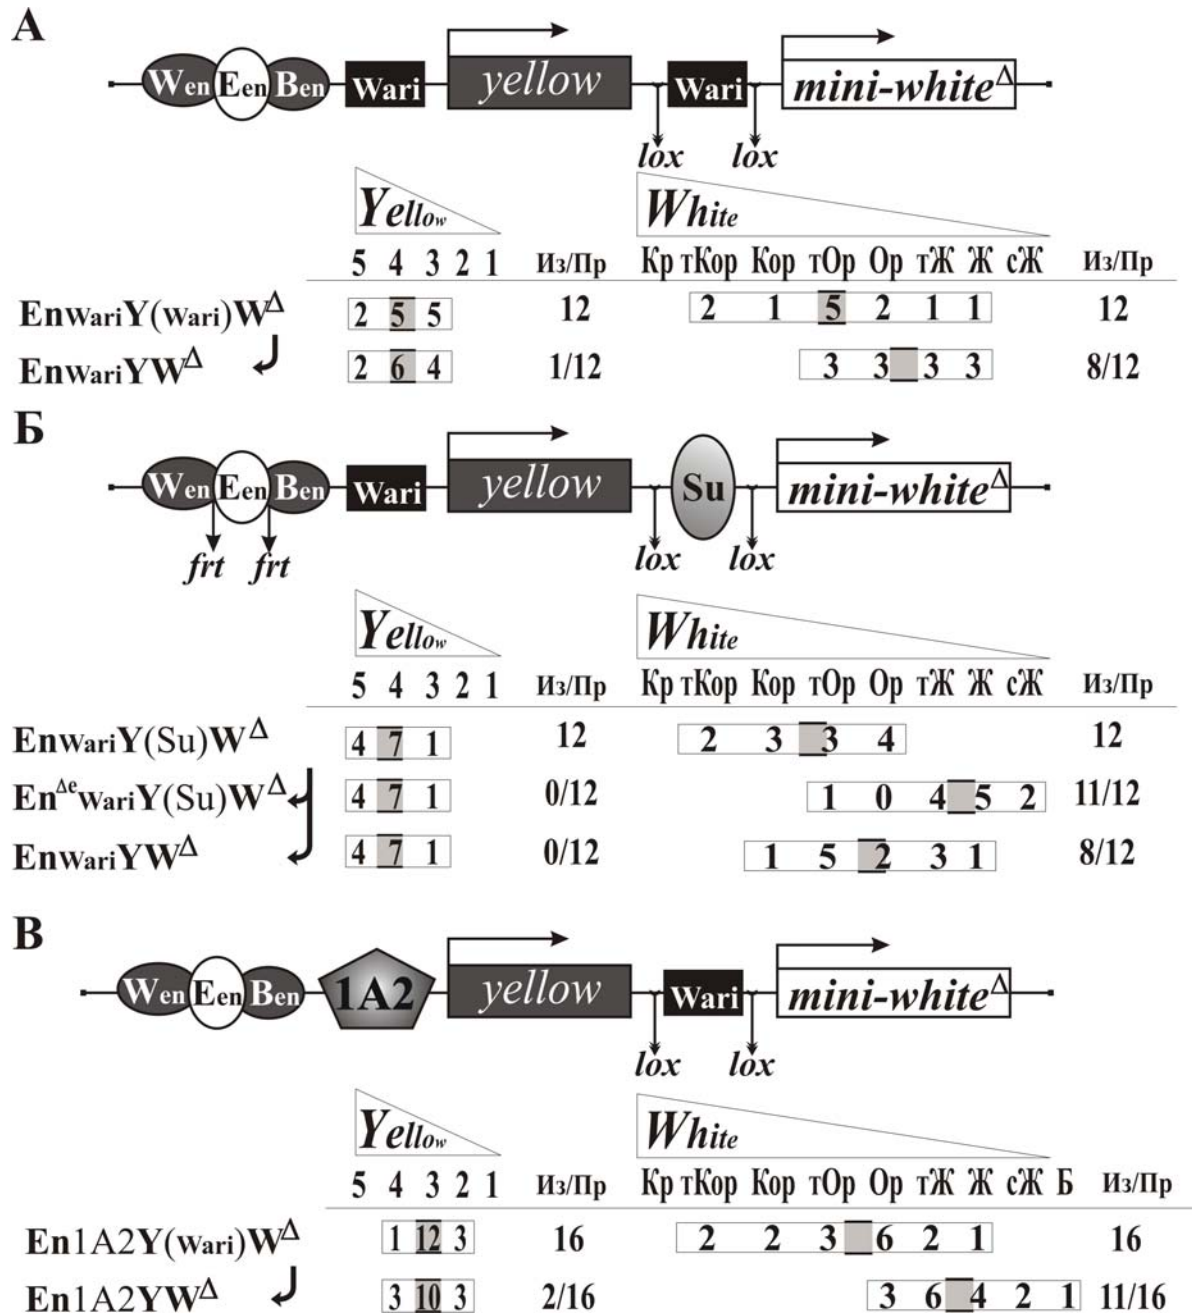 А
Wen Een Ben Wari yellow Wari mini-whiteΔ
lox lox
Yellow White
5 4 3 2 1 Из/Пр Кр тКор Кор тОр Ор тЖ Ж сЖ Из/Пр
EnwariY(wari)WΔ 2 5 5 12 2 1 5 2 1 1 12
EnwariYWΔ 2 6 4 1/12 3 3 3 3 8/12
Б
Wen Een Ben Wari yellow Su mini-whiteΔ
frt frt lox lox
Yellow White
5 4 3 2 1 Из/Пр Кр тКор Кор тОр Ор тЖ Ж сЖ Из/Пр
EnwariY(Su)WΔ 4 7 1 12 2 3 3 4 12
EnΔewariY(Su)WΔ 4 7 1 0/12 1 0 4 5 2 11/12
EnwariYWΔ 4 7 1 0/12 1 5 2 3 1 8/12
В
Wen Een Ben 1A2 yellow Wari mini-whiteΔ
lox lox
Yellow White
5 4 3 2 1 Из/Пр Кр тКор Кор тОр Ор тЖ Ж сЖ Б Из/Пр
En1A2Y(wari)WΔ 1 12 3 16 2 2 3 6 2 1 16
En1A2YWΔ 3 10 3 2/16 3 6 4 2 1 11/16